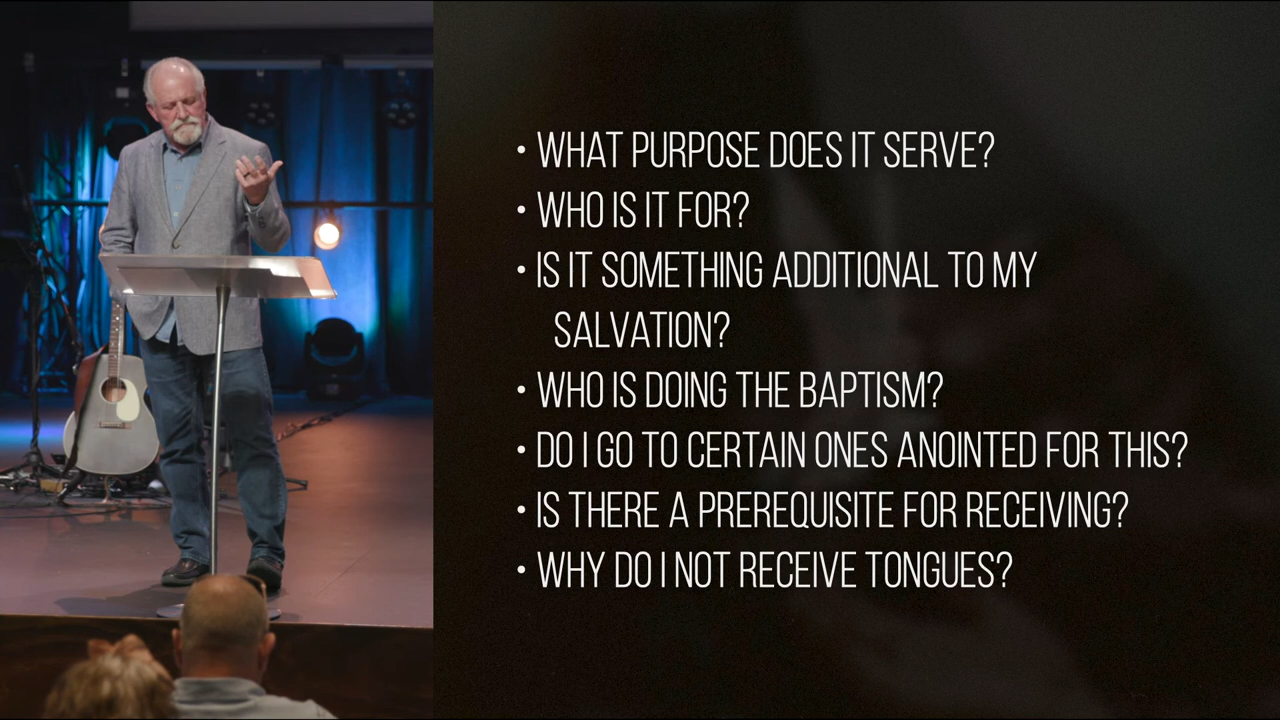 • WHAT PURPOSE DOES IT SERVE?
• WHO IS IT FOR?
• IS IT SOMETHING ADDITIONAL TO MY
SALVATION?
• WHO IS DOING THE BAPTISM?
• DO I GO TO CERTAIN ONES ANOINTED FOR THIS?
• IS THERE A PREREQUISITE FOR RECEIVING?
• WHY DO I NOT RECEIVE TONGUES?